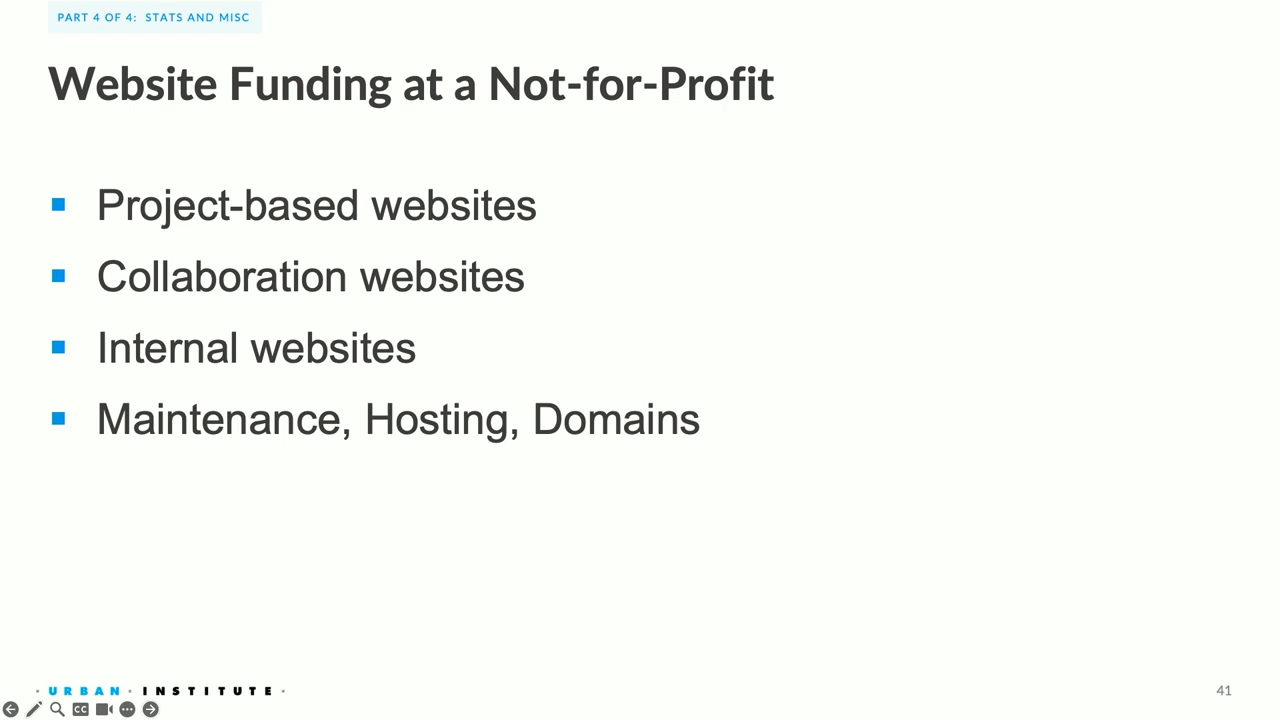 PART 4 OF 4: STATS AND MISC
Website Funding at a Not-for-Profit
Project-based websites
Collaboration websites
Internal websites
Maintenance, Hosting, Domains
· URBAN · INSTITUTE ·
41
CC